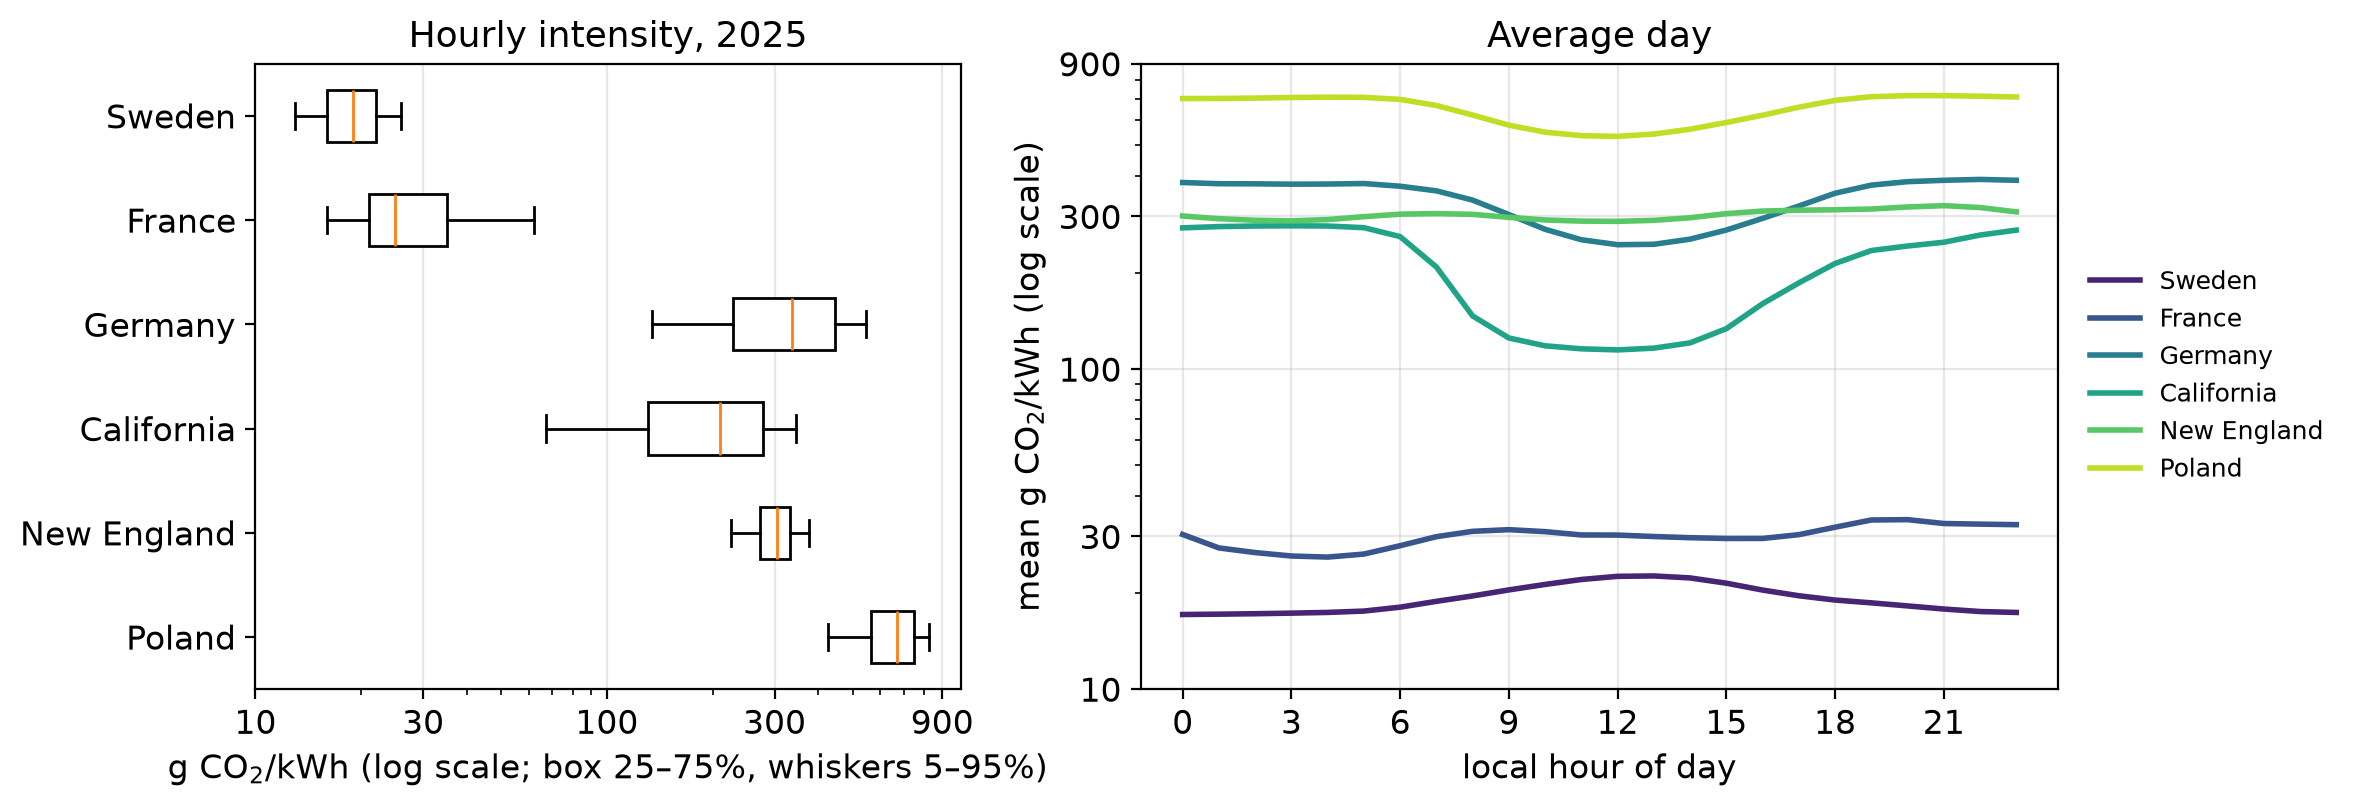 Hourly intensity, 2025
Sweden
France
Germany
California
New England
Poland
10 30 100 300 900
g CO₂/kWh (log scale; box 25–75%, whiskers 5–95%)
Average day
mean g CO₂/kWh (log scale)
900
300
100
30
10
0 3 6 9 12 15 18 21
local hour of day
Sweden
France
Germany
California
New England
Poland